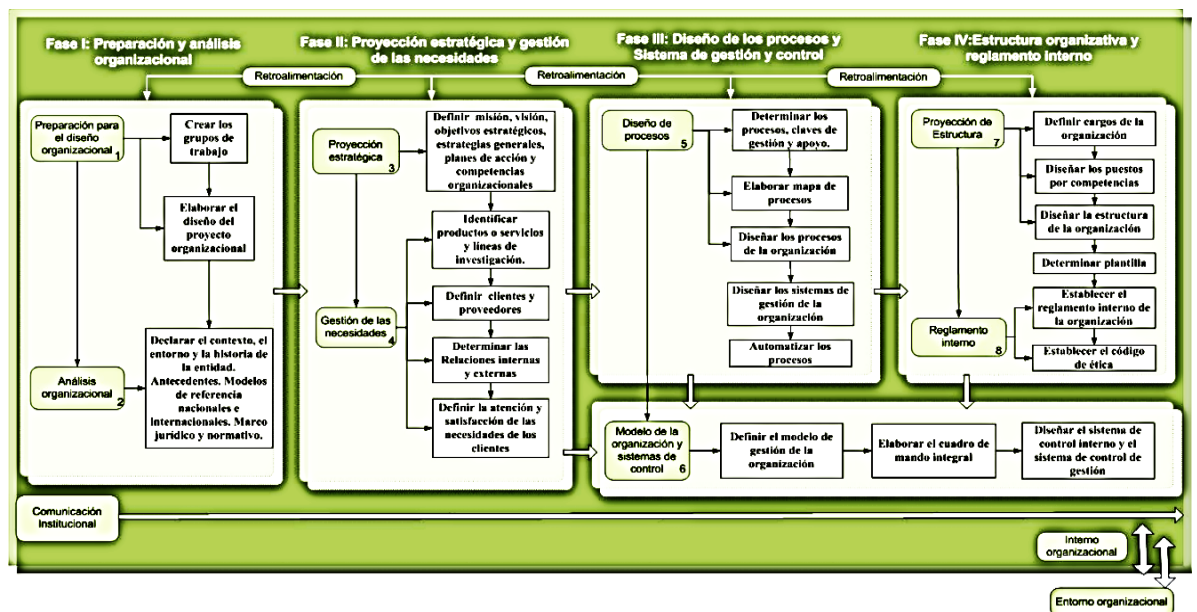 Fase I: Preparación y análisis
organizacional
Fase II: Proyección estratégica y gestión
de las necesidades
Fase III: Diseño de los procesos y
Sistema de gestión y control
Fase IV:Estructura organizativa y
reglamento interno
Retroalimentación
Retroalimentación
Retroalimentación
Preparación para
el diseño
organizacional
1
Crear los
grupos de
trabajo
Elaborar el
diseño del
proyecto
organizacional
Análisis
organizacional
2
Declarar el contexto, el
entorno y la historia de
la entidad.
Antecedentes. Modelos
de referencia
nacionales e
internacionales. Marco
jurídico y normativo.
Proyección
estratégica
3
Definir misión, visión,
objetivos estratégicos,
estrategias generales,
planes de acción y
competencias
organizacionales
Identificar
productos o servicios
y líneas de
investigación.
Gestión de las
necesidades
4
Definir clientes y
proveedores
Determinar las
Relaciones internas
y externas
Definir la atención y
satisfacción de las
necesidades de los
clientes
Diseño de
procesos
5
Determinar los
procesos, claves de
gestión y apoyo.
Elaborar mapa de
procesos
Diseñar los procesos
de la organización
Diseñar los sistemas de
gestión de la
organización
Automatizar los
procesos
Proyección de
Estructura
7
Definir cargos de la
organización
Diseñar los puestos
por competencias
Diseñar la estructura
de la organización
Determinar plantilla
Reglamento
interno
8
Establecer el
reglamento interno de
la organización
Establecer el código
de ética
Modelo de la
organización y
sistemas de
control
6
Definir el modelo de
gestión de la
organización
Elaborar el cuadro de
mando integral
Diseñar el sistema de
control interno y el
sistema de control de
gestión
Comunicación
Institucional
Interno
organizacional
Entorno organizacional